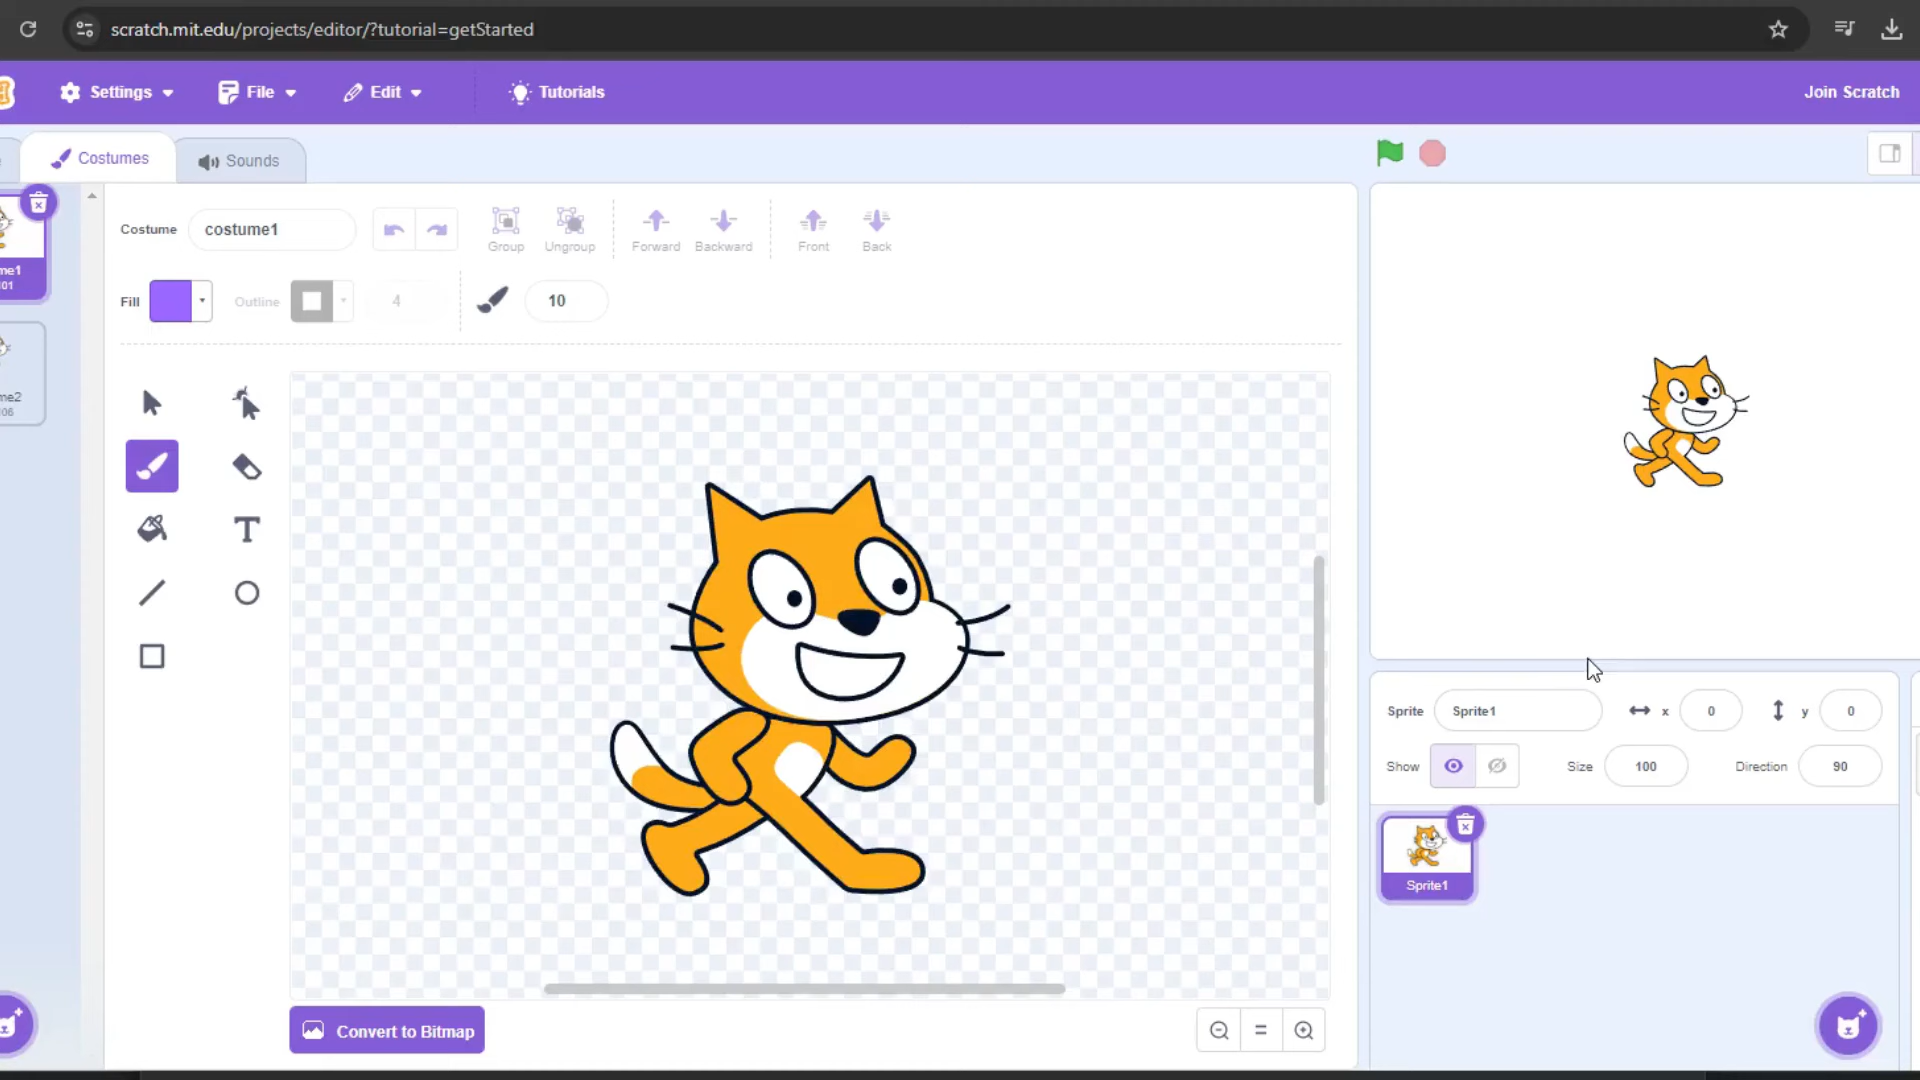 scratch.mit.edu/projects/editor/?tutorial=getStarted
Settings File Edit Tutorials Join Scratch
Costumes Sounds
Costume costume1 Group Ungroup Forward Backward Front Back
me1
Fill Outline 4 10
me2
Sprite Sprite1 x 0 y 0
Show Size 100 Direction 90
Sprite1
Convert to Bitmap